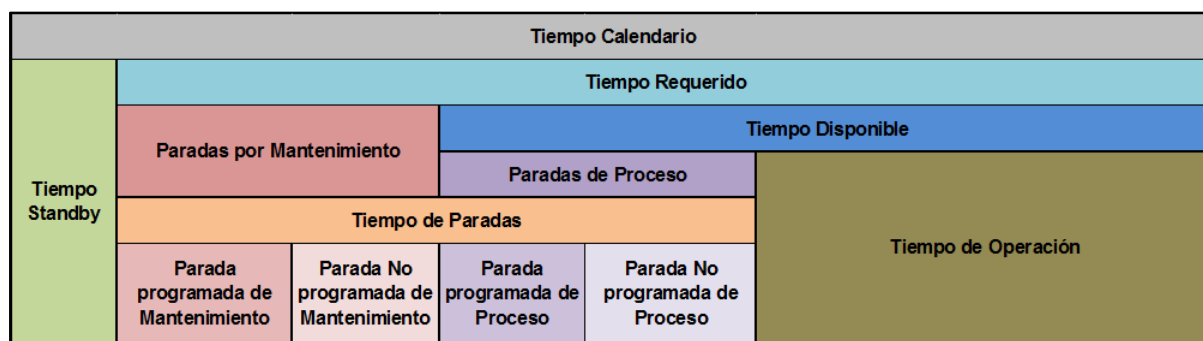 Tiempo Calendario
Tiempo Requerido
Tiempo Disponible
Paradas por Mantenimiento
Paradas de Proceso
Tiempo
Standby
Tiempo de Paradas
Tiempo de Operación
Parada
programada de
Mantenimiento
Parada No
programada de
Mantenimiento
Parada
programada de
Proceso
Parada No
programada de
Proceso